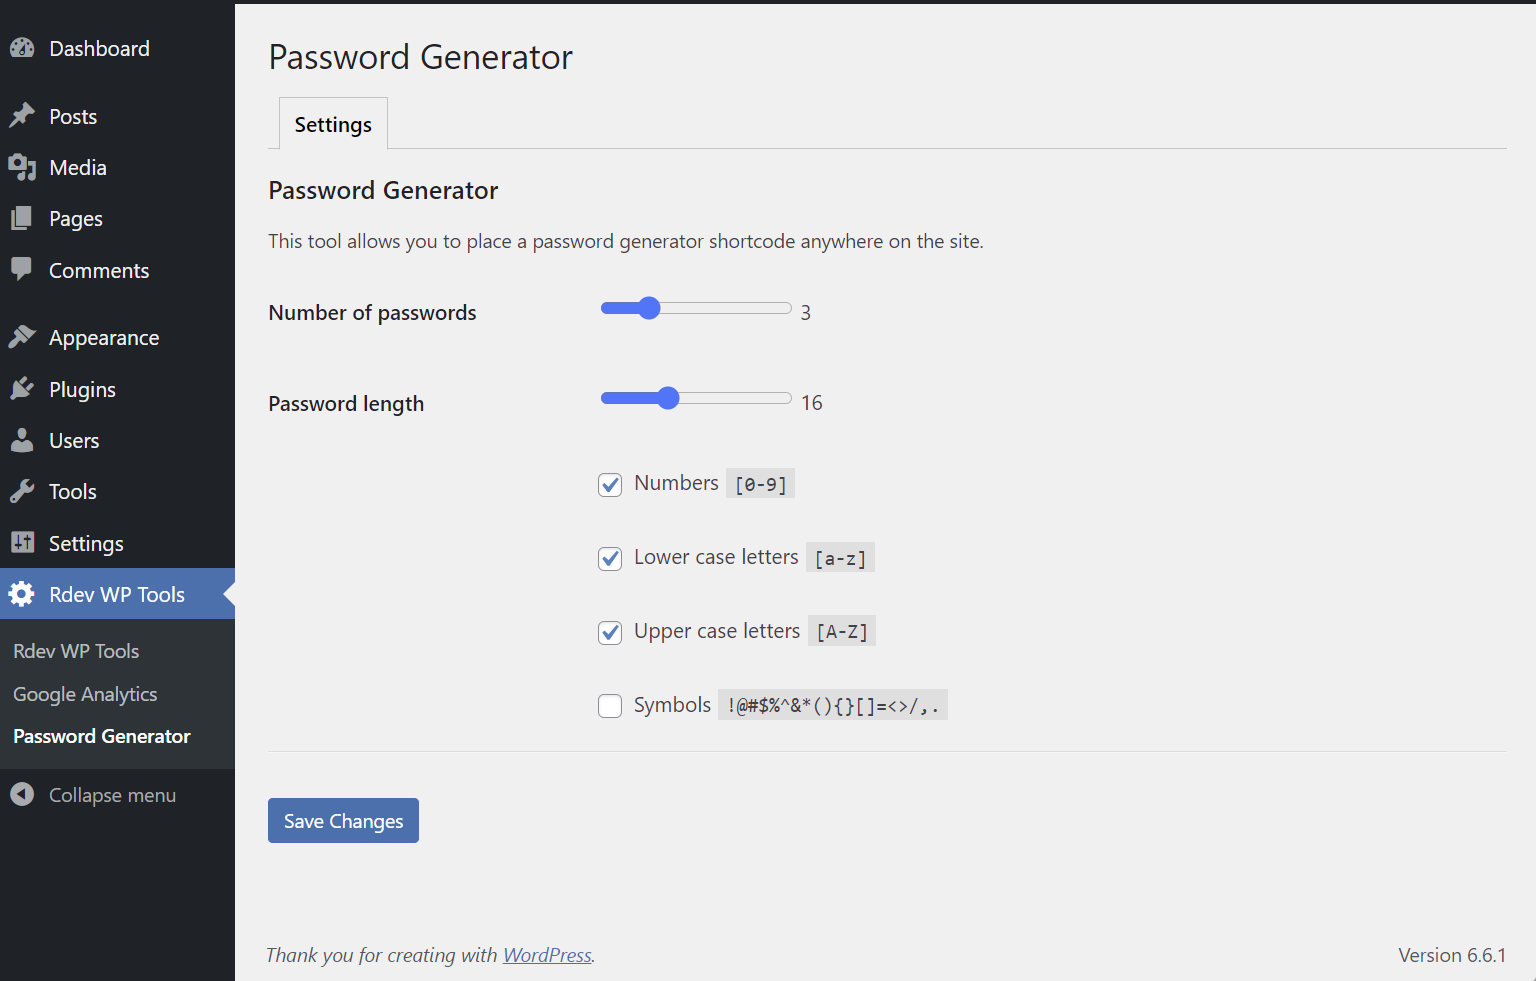 Dashboard
Posts
Media
Pages
Comments
Appearance
Plugins
Users
Tools
Settings
Rdev WP Tools
Rdev WP Tools
Google Analytics
Password Generator
Collapse menu
Password Generator
Settings
Password Generator
This tool allows you to place a password generator shortcode anywhere on the site.
Number of passwords 3
Password length 16
Numbers [0-9]
Lower case letters [a-z]
Upper case letters [A-Z]
Symbols !@#$%^&*(){}[]=<>/,.
Save Changes
Thank you for creating with WordPress.
Version 6.6.1